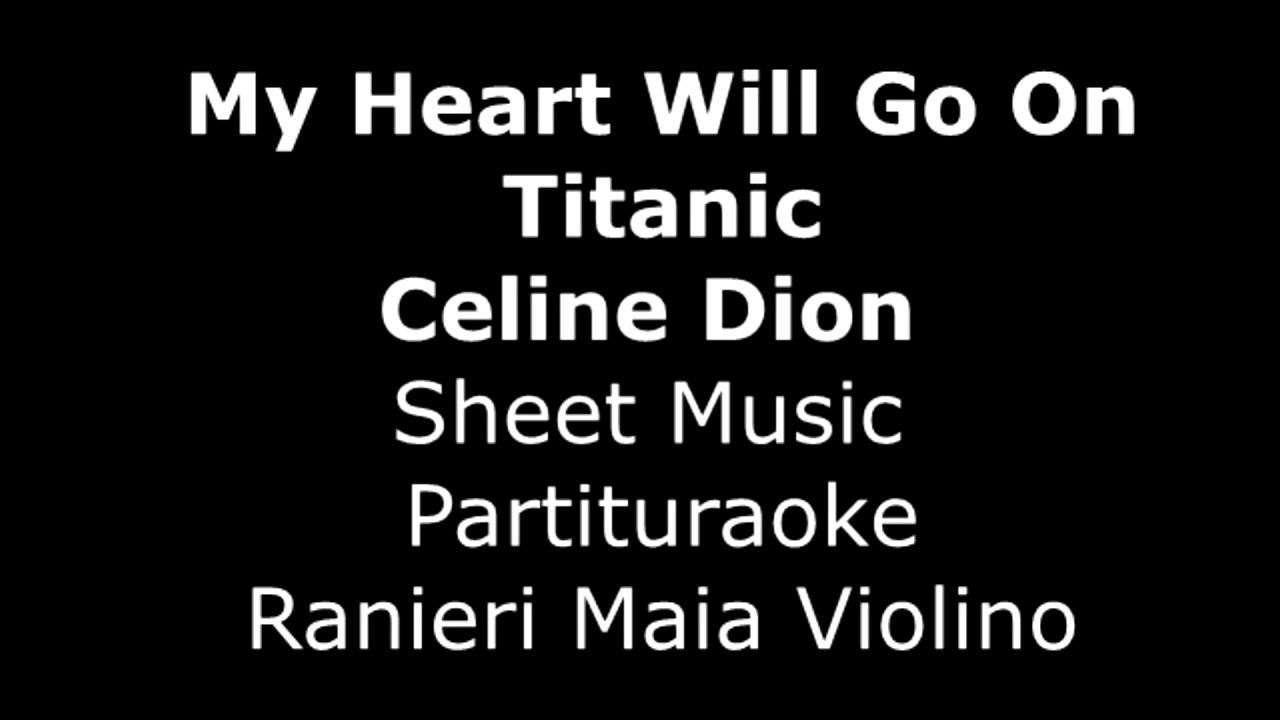 My Heart Will Go On
Titanic
Celine Dion
Sheet Music
Partituraoke
Ranieri Maia Violino